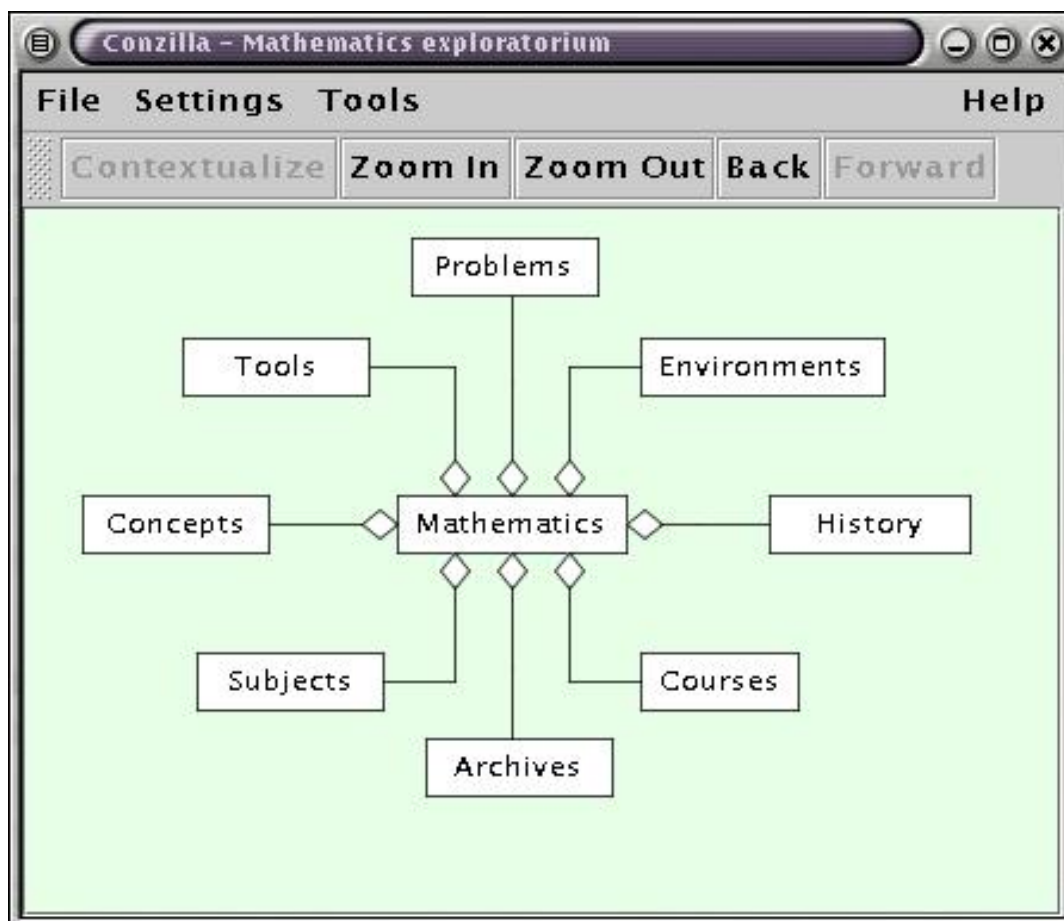 Conzilla – Mathematics exploratorium
File Settings Tools Help
Contextualize Zoom In Zoom Out Back Forward
Problems
Tools Environments
Concepts Mathematics History
Subjects Courses
Archives